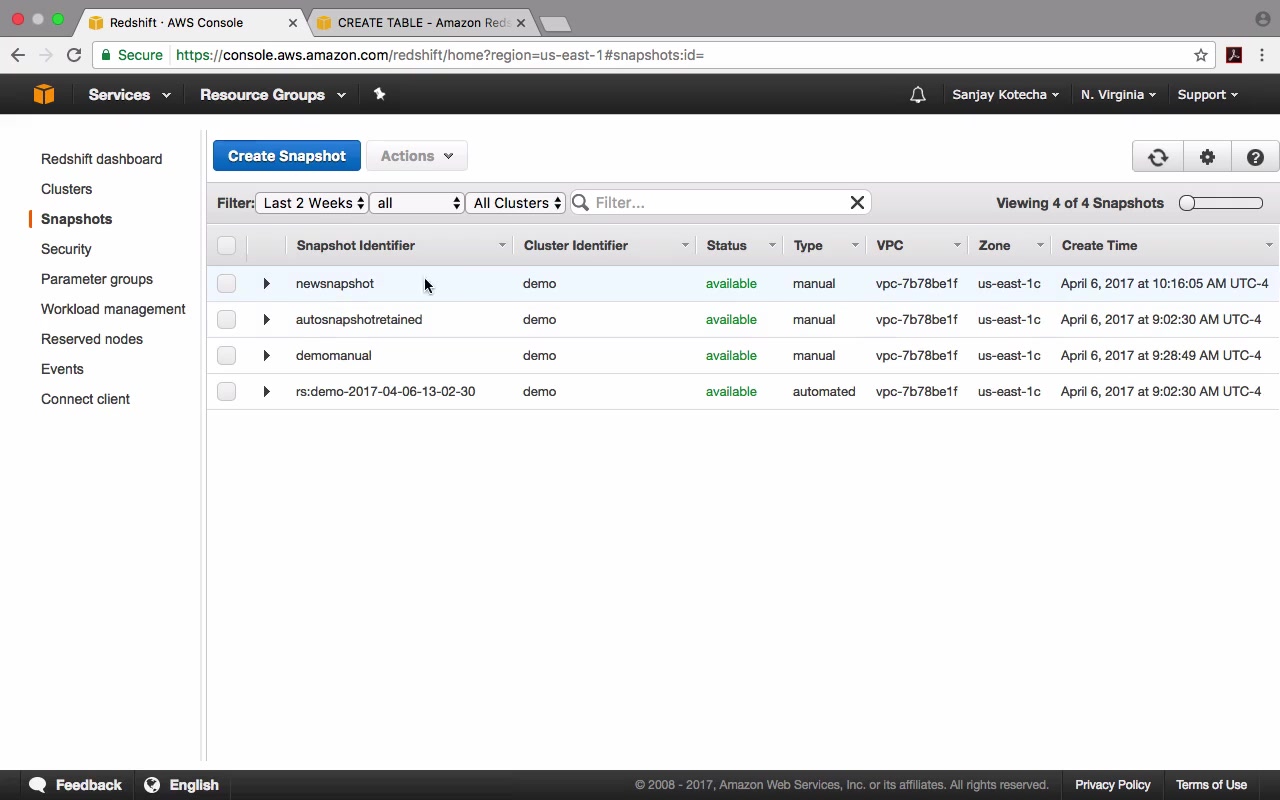 Redshift · AWS Console
CREATE TABLE - Amazon Reds
Secure https://console.aws.amazon.com/redshift/home?region=us-east-1#snapshots:id=
Services Resource Groups Sanjay Kotecha N. Virginia Support
Redshift dashboard
Clusters
Snapshots
Security
Parameter groups
Workload management
Reserved nodes
Events
Connect client
Create Snapshot Actions
Filter: Last 2 Weeks all All Clusters Filter... Viewing 4 of 4 Snapshots
Snapshot Identifier Cluster Identifier Status Type VPC Zone Create Time
newsnapshot demo available manual vpc-7b78be1f us-east-1c April 6, 2017 at 10:16:05 AM UTC-4
autosnapshotretained demo available manual vpc-7b78be1f us-east-1c April 6, 2017 at 9:02:30 AM UTC-4
demomanual demo available manual vpc-7b78be1f us-east-1c April 6, 2017 at 9:28:49 AM UTC-4
rs:demo-2017-04-06-13-02-30 demo available automated vpc-7b78be1f us-east-1c April 6, 2017 at 9:02:30 AM UTC-4
Feedback English © 2008 - 2017, Amazon Web Services, Inc. or its affiliates. All rights reserved. Privacy Policy Terms of Use